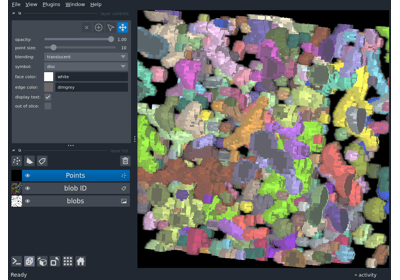 File View Plugins Window Help
opacity: 1.00
point size: 10
blending: translucent
symbol: disc
face color: white
edge color: dimgrey
display text:
out of slice:
Points
blob ID
blobs
Ready
activity